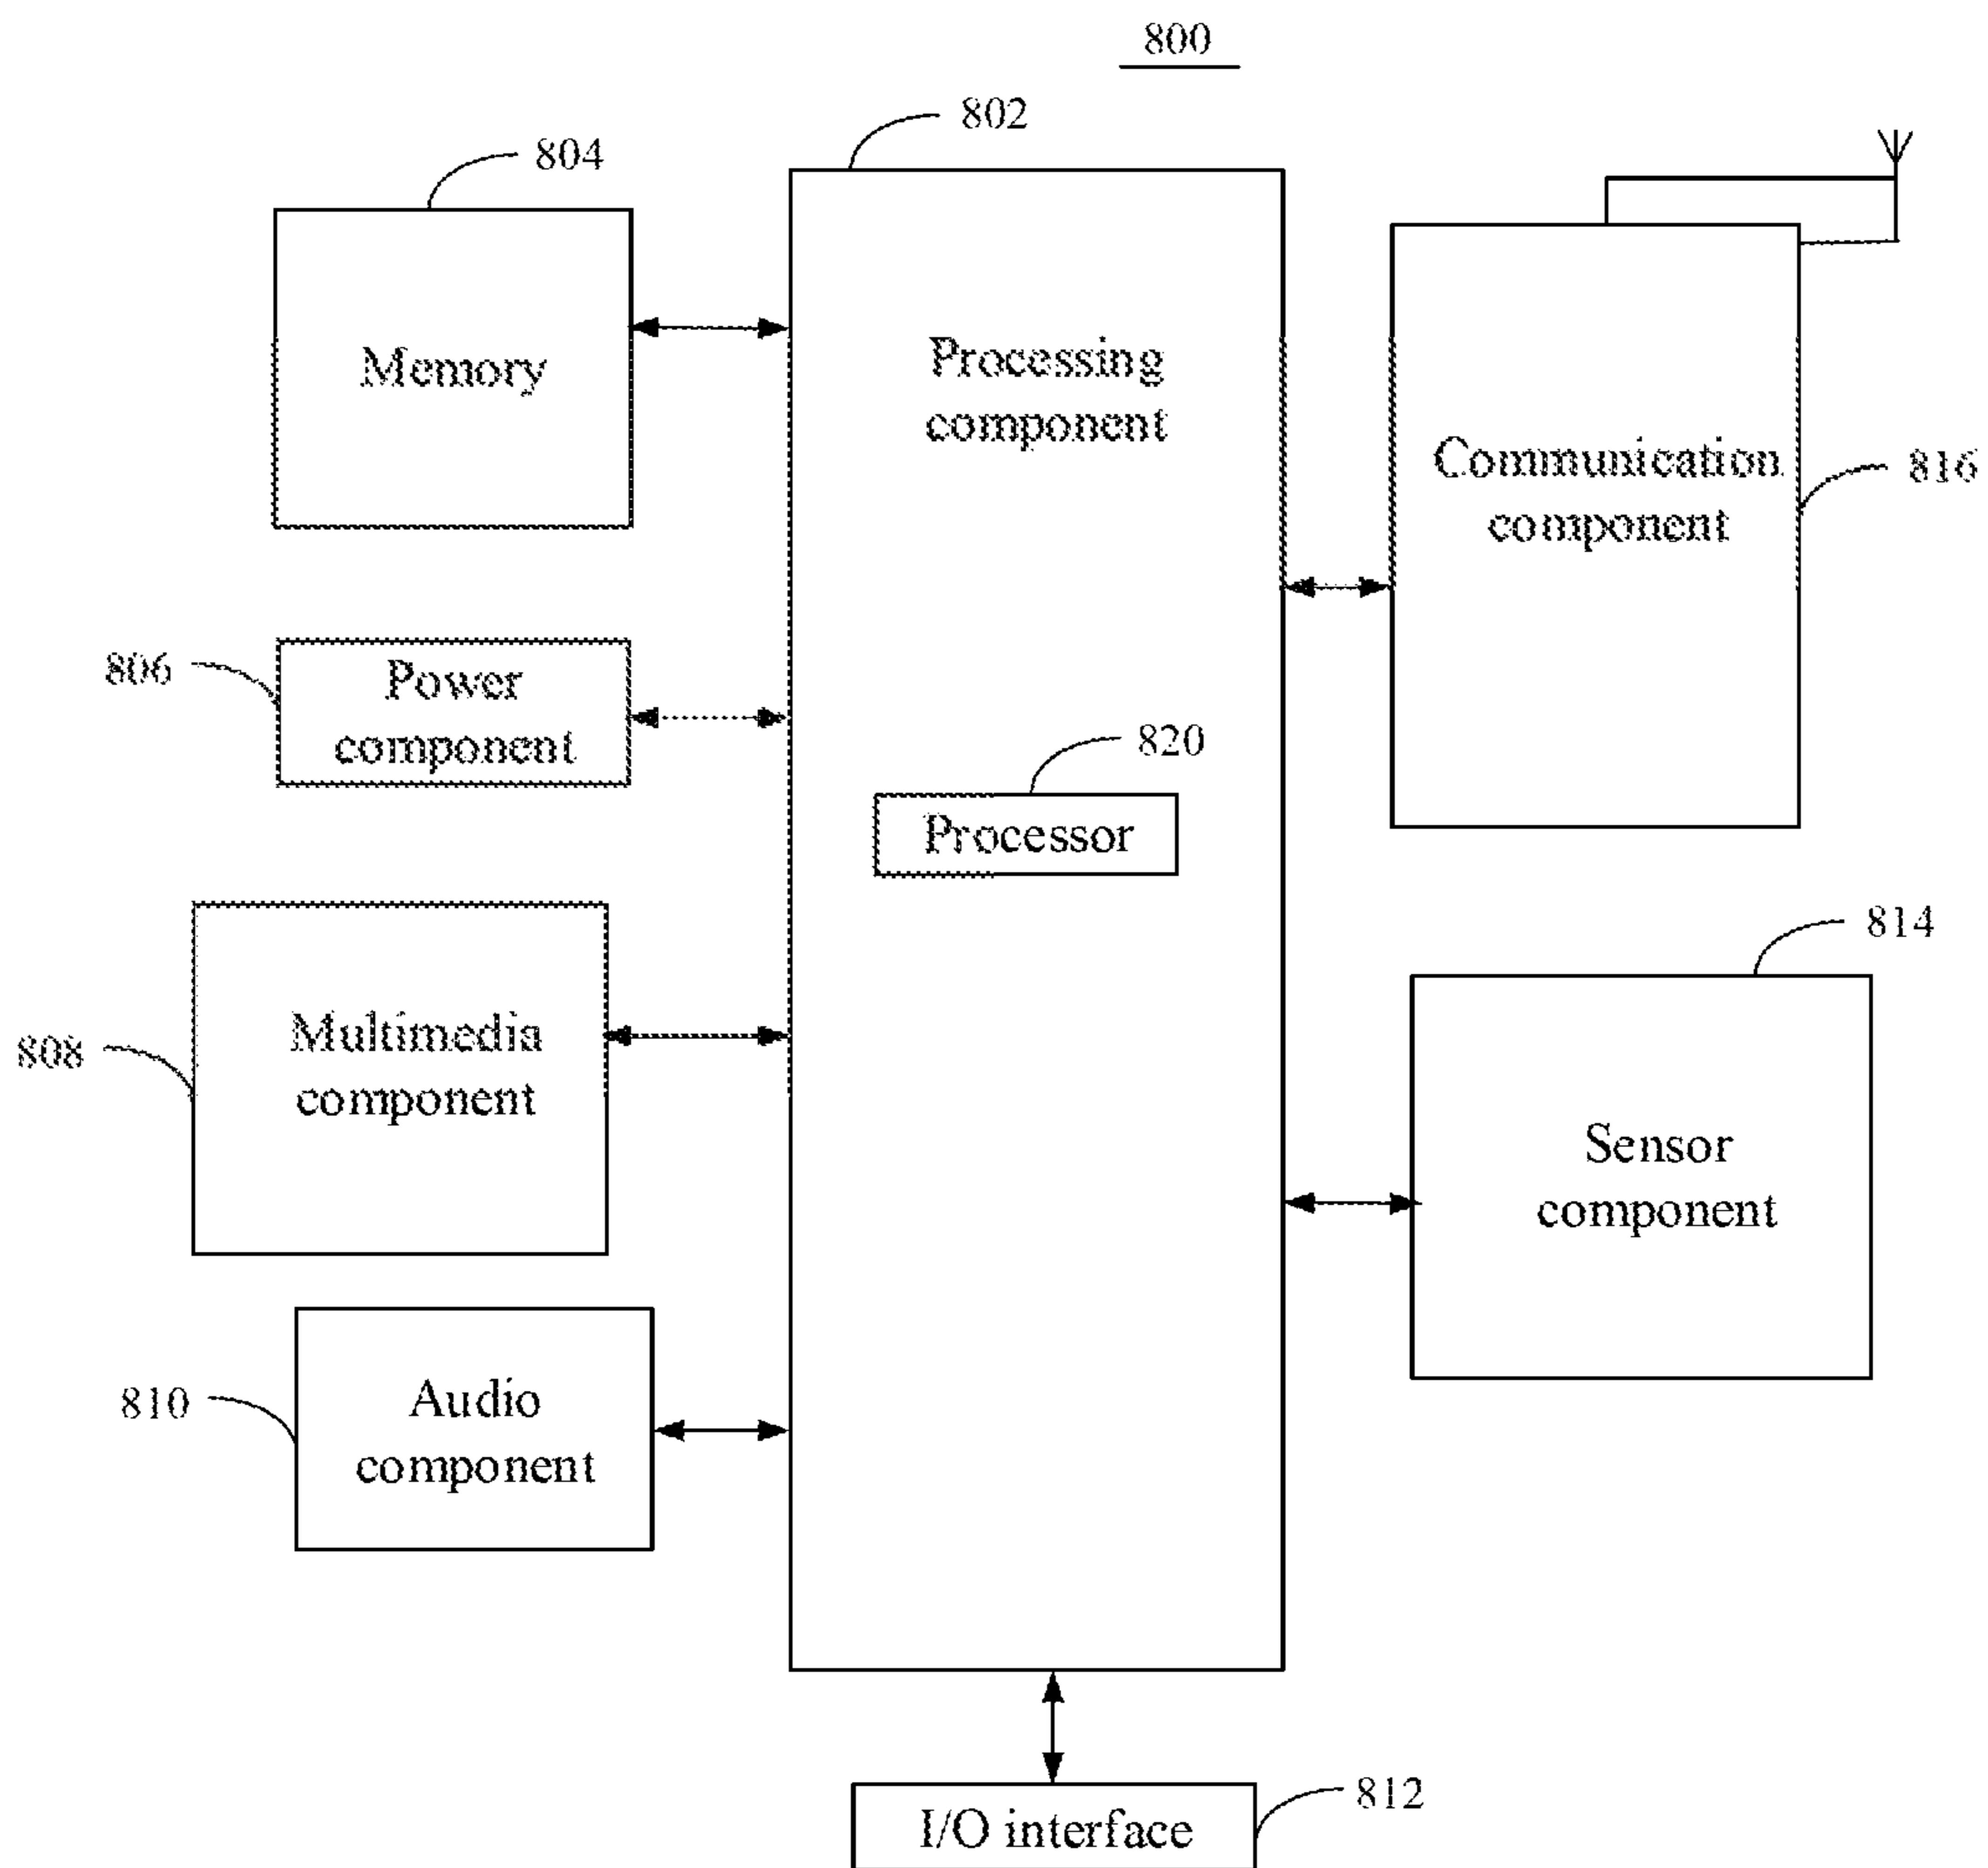 800
802
804
Memory
Processing
component
Communication
component
816
806
Power
component
820
Processor
814
808
Multimedia
component
Sensor
component
810
Audio
component
812
I/O interface